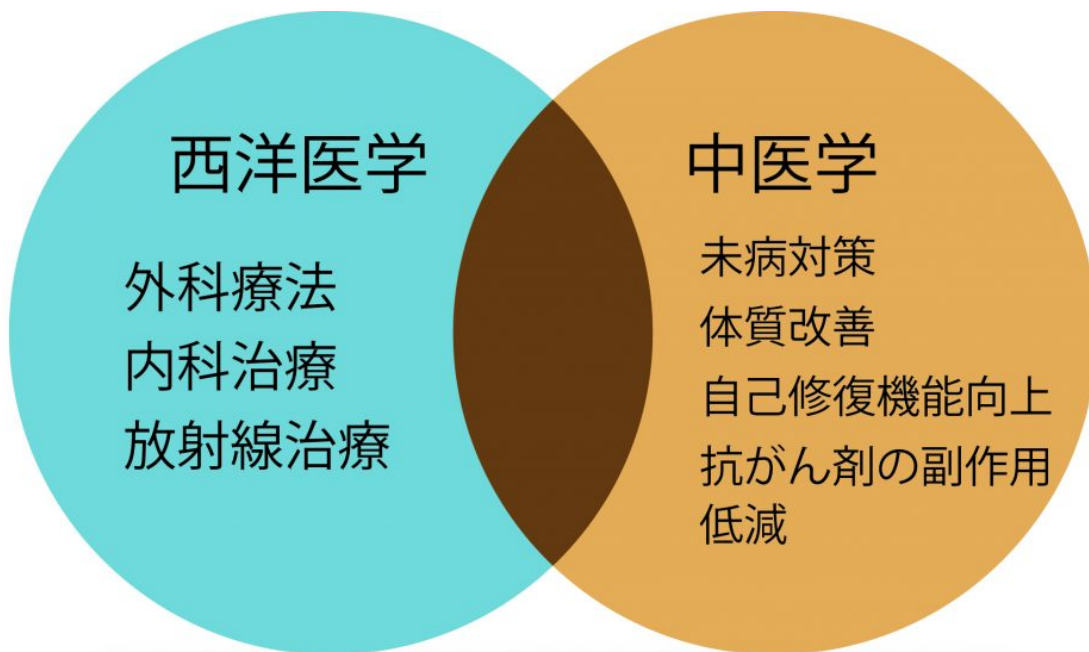 西洋医学
外科療法
内科治療
放射線治療
中医学
未病対策
体質改善
自己修復機能向上
抗がん剤の副作用
低減